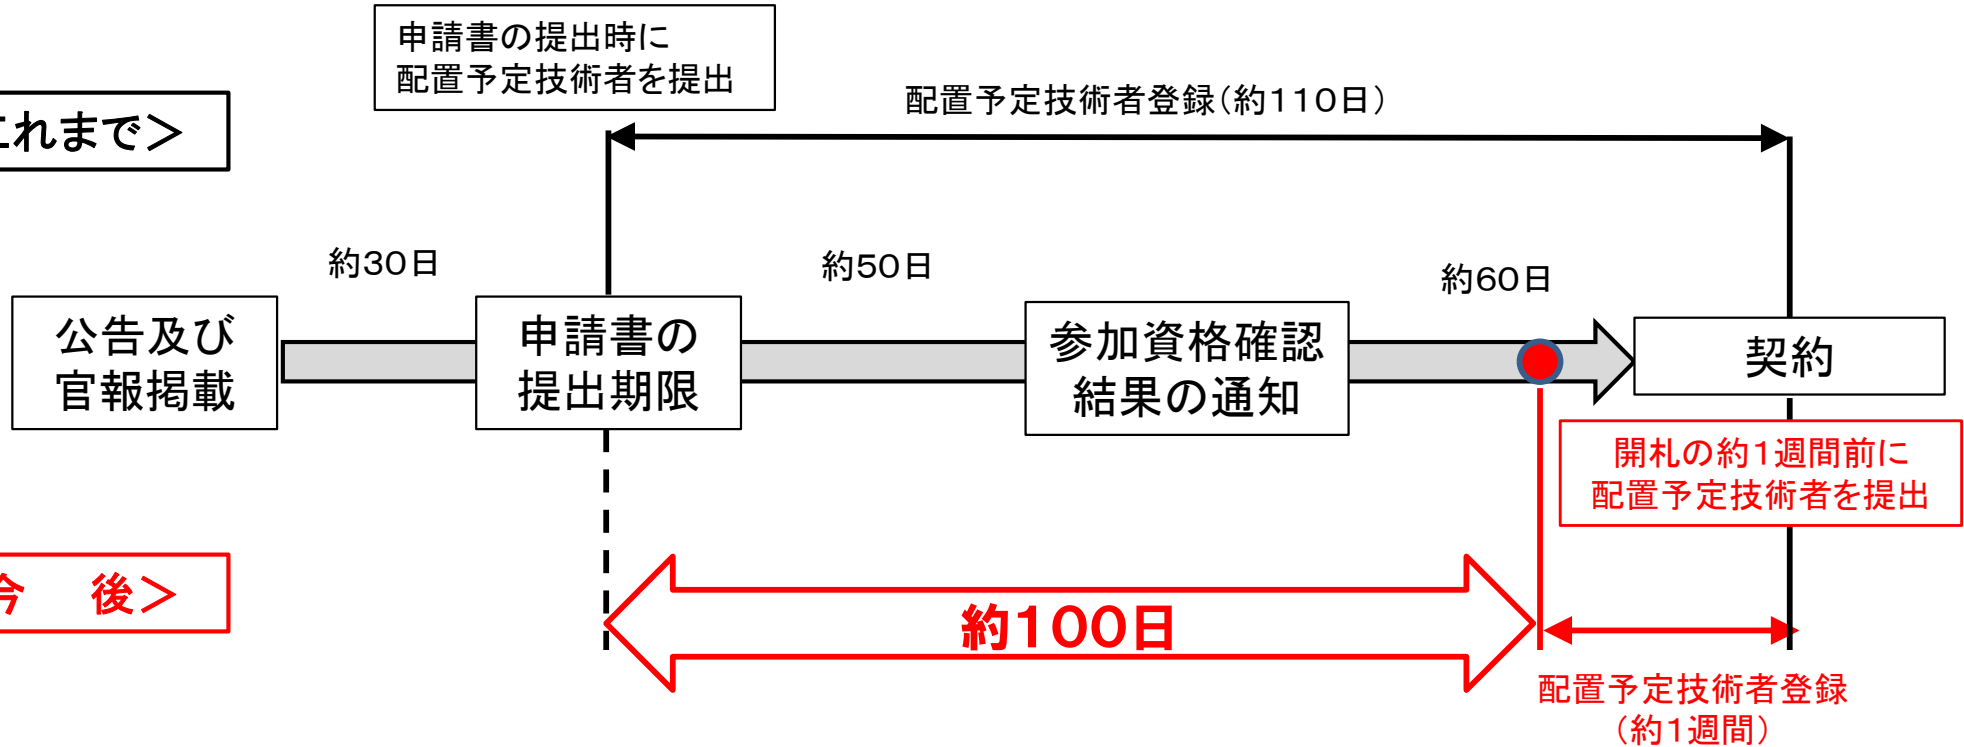 申請書の提出時に
配置予定技術者を提出
これまで＞
配置予定技術者登録（約１１０日）
約３０日
約５０日
約６０日
公告及び
官報掲載
申請書の
提出期限
参加資格確認
結果の通知
契約
開札の約１週間前に
配置予定技術者を提出
今　後＞
約１００日
配置予定技術者登録
（約１週間）